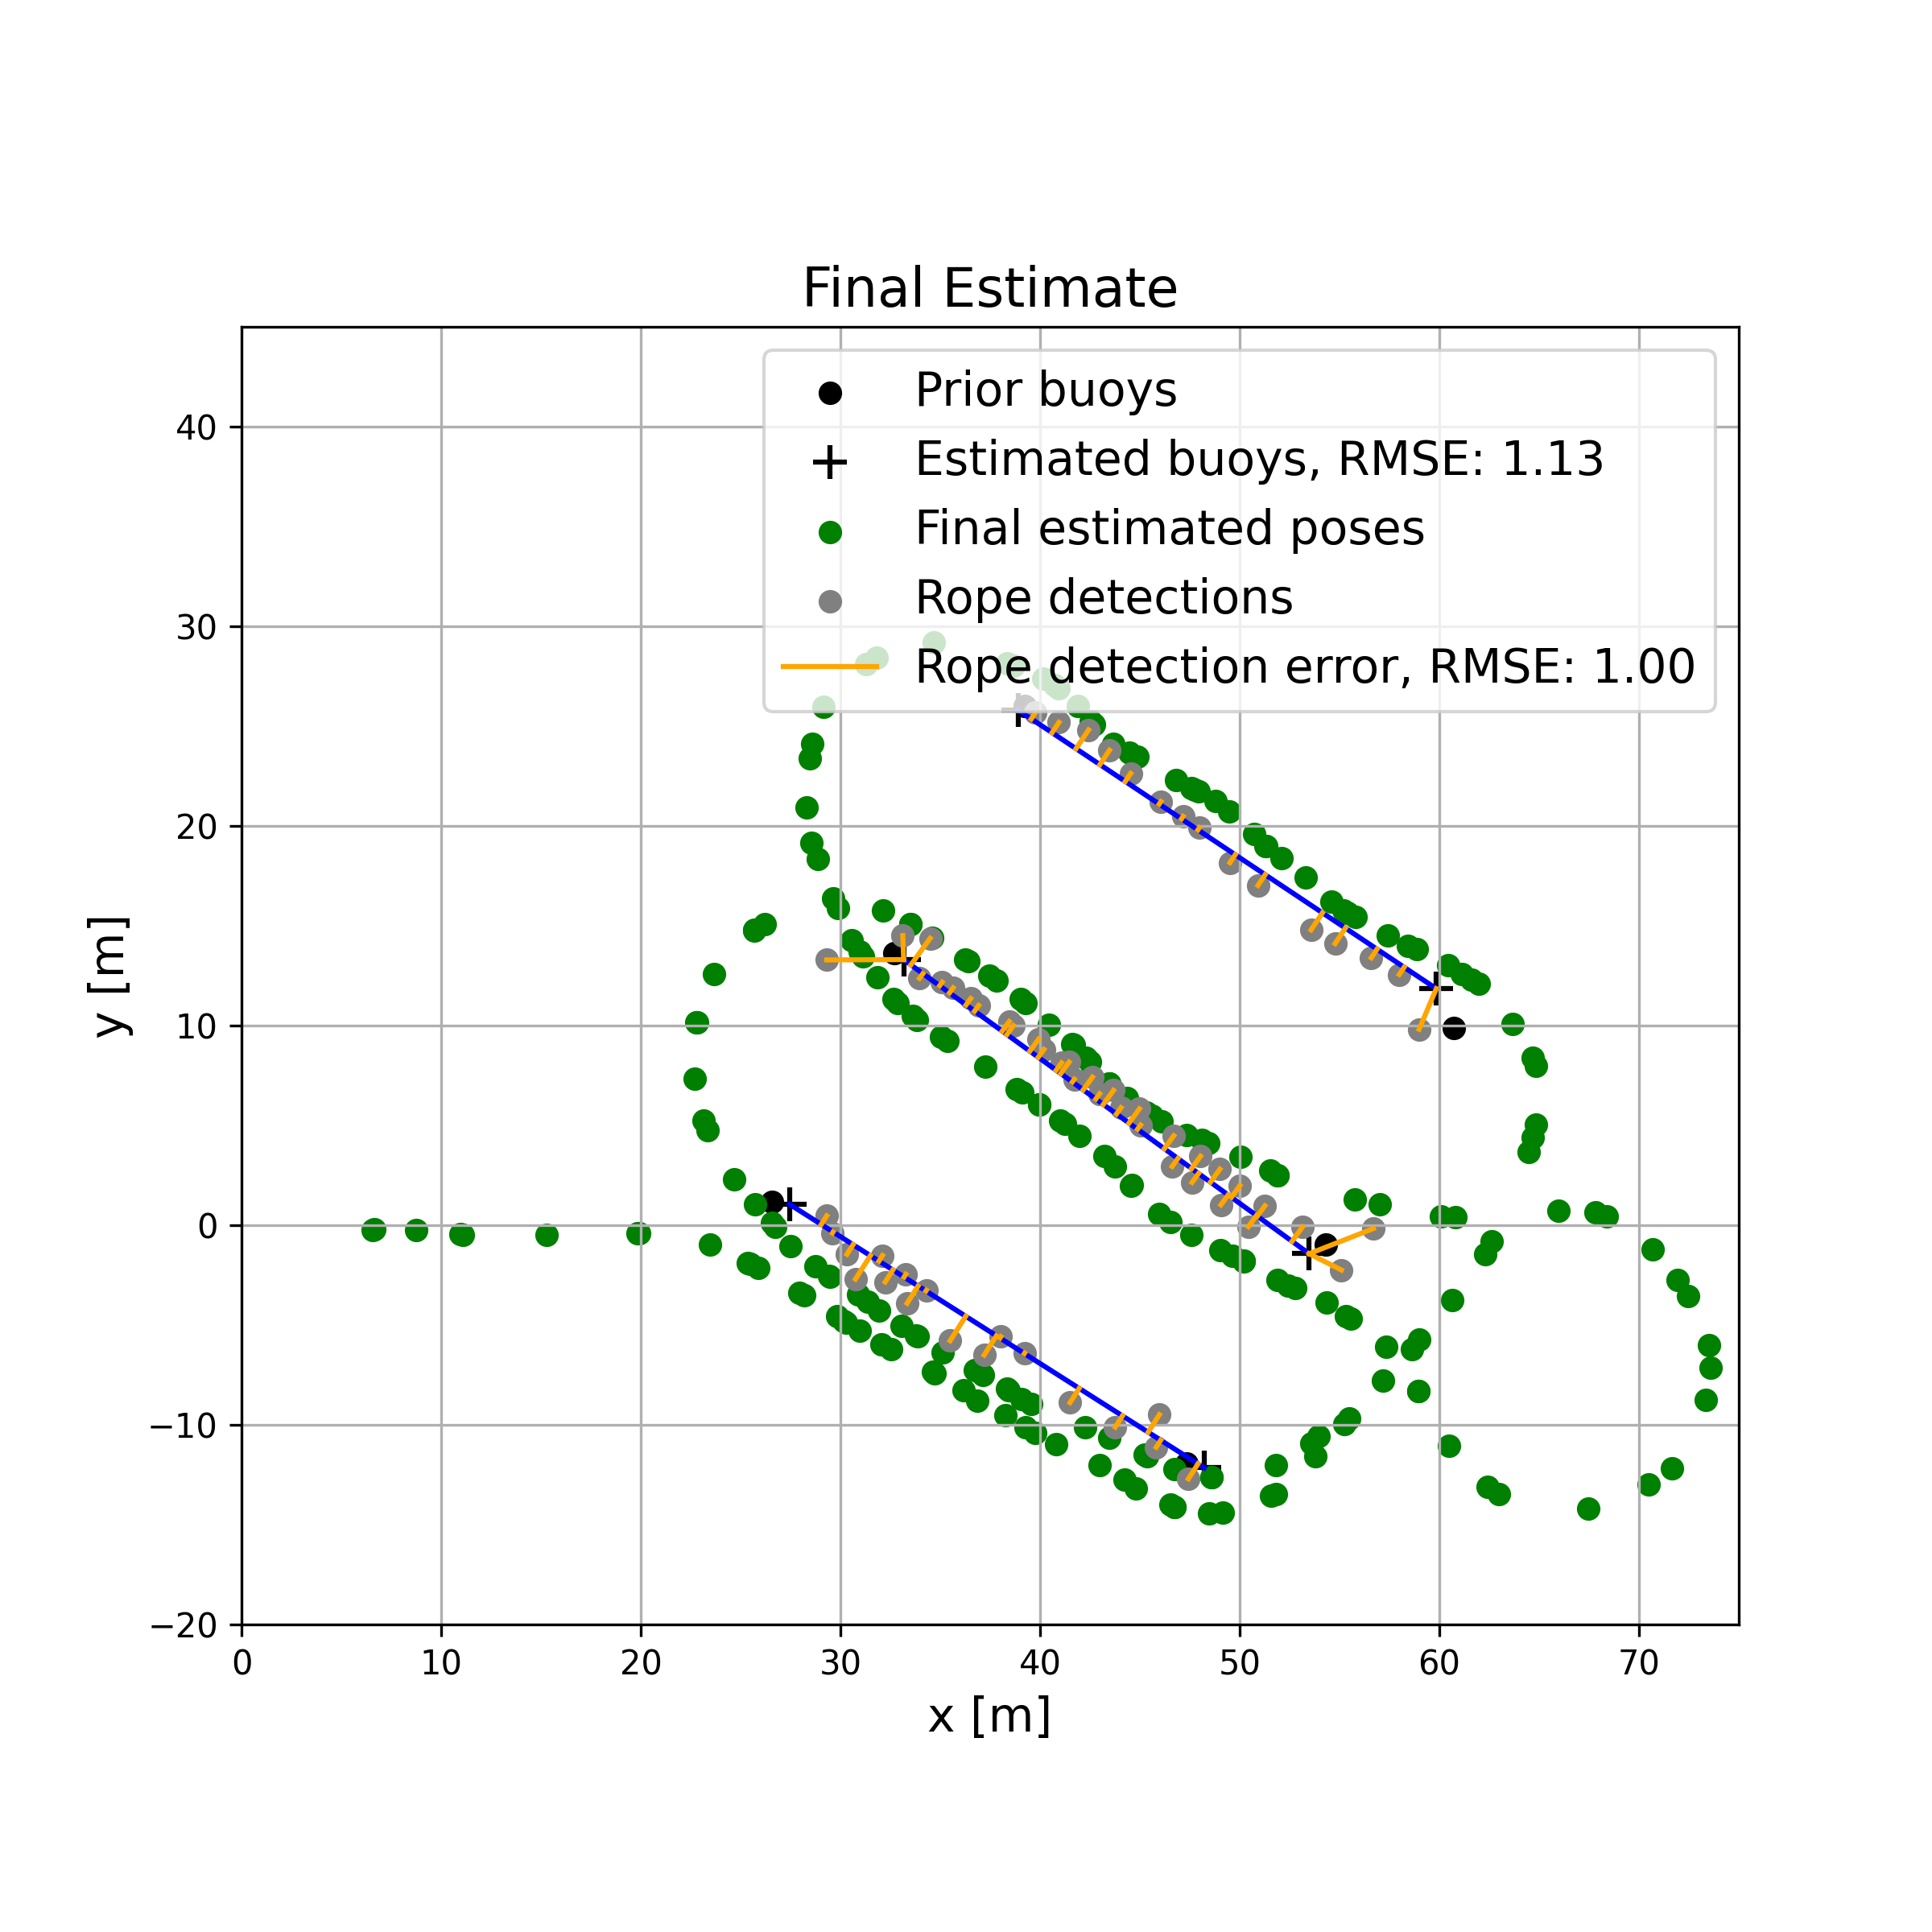 Final Estimate
Prior buoys
Estimated buoys, RMSE: 1.13
Final estimated poses
Rope detections
Rope detection error, RMSE: 1.00
40
30
20
10
0
−10
−20
y [m]
0 10 20 30 40 50 60 70
x [m]